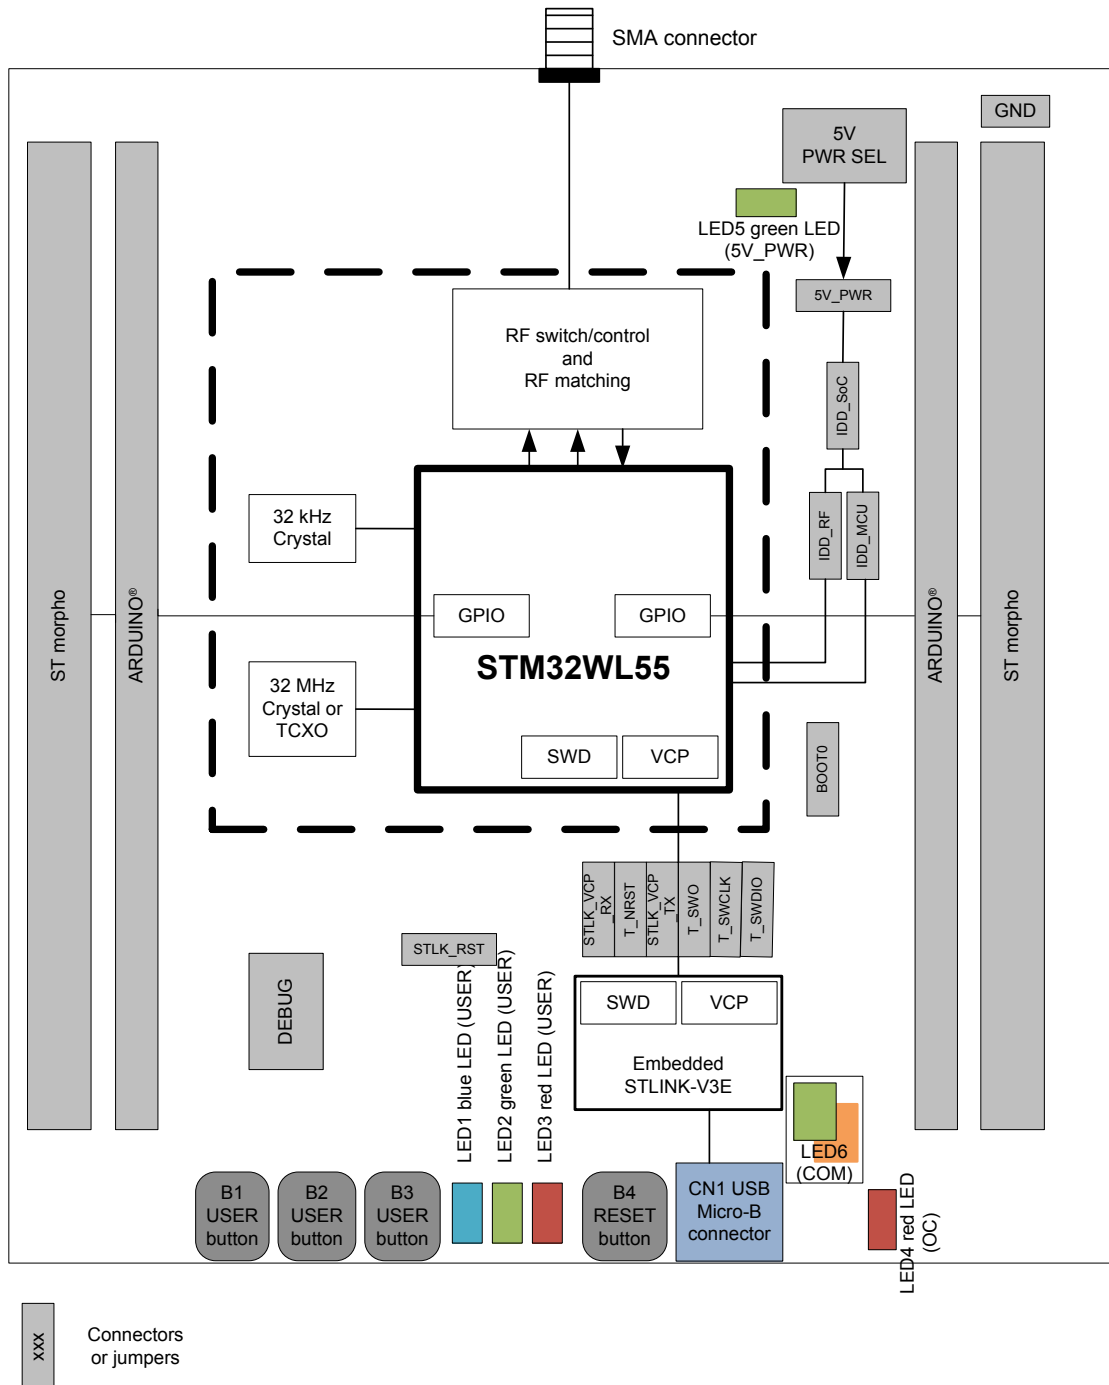 SMA connector
GND
5V
PWR SEL
LED5 green LED
(5V_PWR)
5V_PWR
RF switch/control
and
RF matching
IDD_SoC
IDD_RF
IDD_MCU
32 kHz
Crystal
GPIO
GPIO
STM32WL55
ST morpho
ARDUINO®
ARDUINO®
ST morpho
32 MHz
Crystal or
TCXO
SWD
VCP
BOOT0
STLK_VCP
_RX
T_NRST
STLK_VCP
_TX
T_SWO
T_SWCLK
T_SWDIO
STLK_RST
DEBUG
LED1 blue LED (USER)
LED2 green LED (USER)
LED3 red LED (USER)
SWD
VCP
Embedded
STLINK-V3E
LED6
(COM)
B1
USER
button
B2
USER
button
B3
USER
button
B4
RESET
button
CN1 USB
Micro-B
connector
LED4 red LED
(OC)
xxx
Connectors
or jumpers